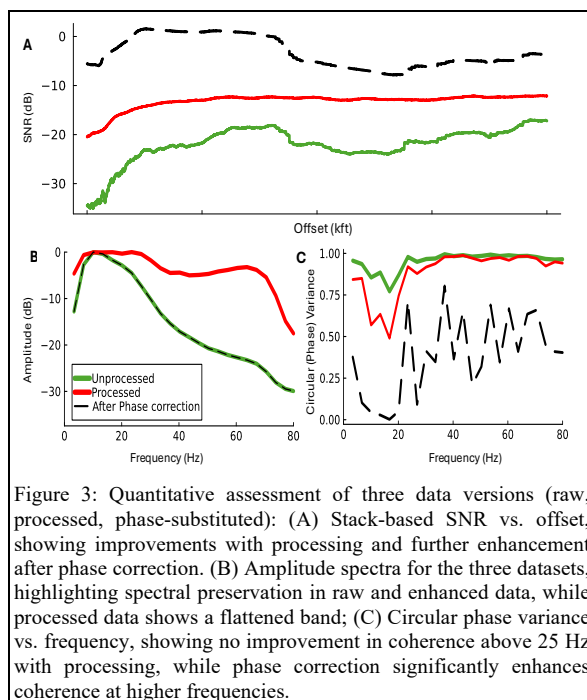 A
0
−10
−20
−30
SNR (dB)
Offset (kft)
B
0
−10
−20
−30
Amplitude (dB)
Unprocessed
Processed
After Phase correction
0 20 40 60 80
Frequency (Hz)
C
1.00
0.75
0.50
0.25
0.00
Circular (Phase) Variance
0 20 40 60 80
Frequency (Hz)
Figure 3: Quantitative assessment of three data versions (raw,
processed, phase-substituted): (A) Stack-based SNR vs. offset,
showing improvements with processing and further enhancement
after phase correction. (B) Amplitude spectra for the three datasets,
highlighting spectral preservation in raw and enhanced data, while
processed data shows a flattened band; (C) Circular phase variance
vs. frequency, showing no improvement in coherence above 25 Hz
with processing, while phase correction significantly enhances
coherence at higher frequencies.